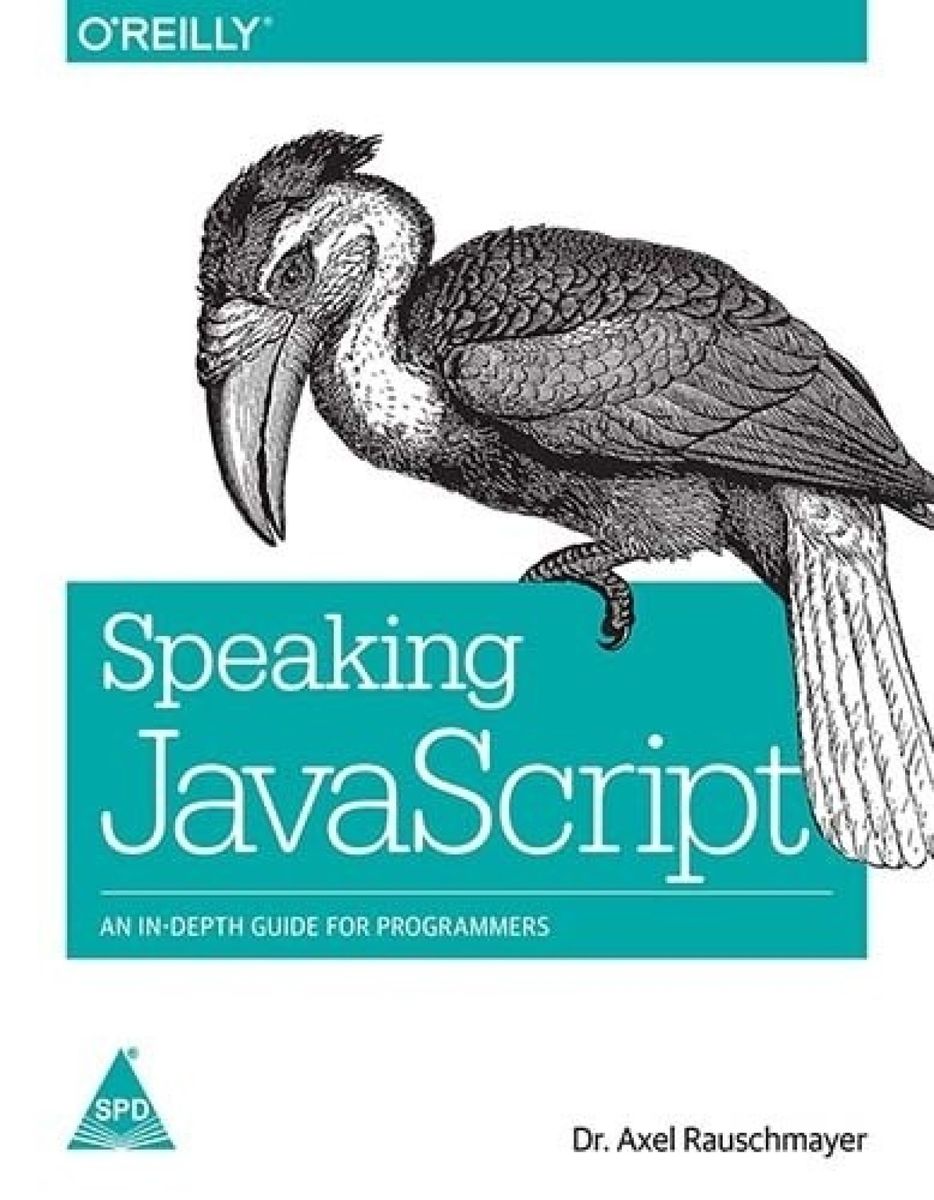 O'REILLY®
Speaking
JavaScript
AN IN-DEPTH GUIDE FOR PROGRAMMERS
SPD®
Dr. Axel Rauschmayer